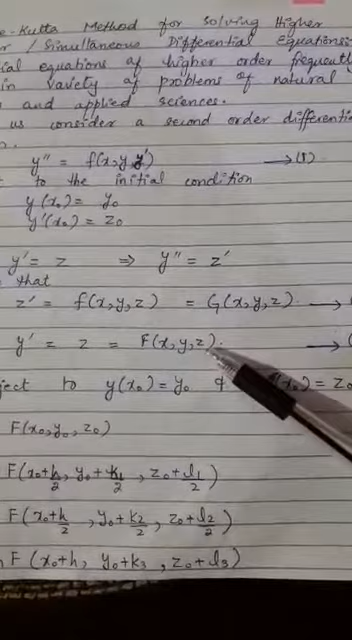 -Kutta Method for Solving Higher
/ Simultaneous Differential Equations:
equations of higher order frequently
in variety of problems of natural
and applied sciences.
us consider a second order differenti
y'' = f(x,y,y') →(1)
to the initial condition
y(x₀) = y₀
y'(x₀) = z₀
y' = z ⇒ y'' = z'
that
z' = f(x,y,z) = G(x,y,z) →
y' = z = F(x,y,z). →(
ject to y(x₀)=y₀ & (x₀) = z₀
F(x₀,y₀,z₀)
F(x₀+h/2, y₀+k₁/2, z₀+l₁/2)
F(x₀+h/2, y₀+k₂/2, z₀+l₂/2)
F(x₀+h, y₀+k₃, z₀+l₃)